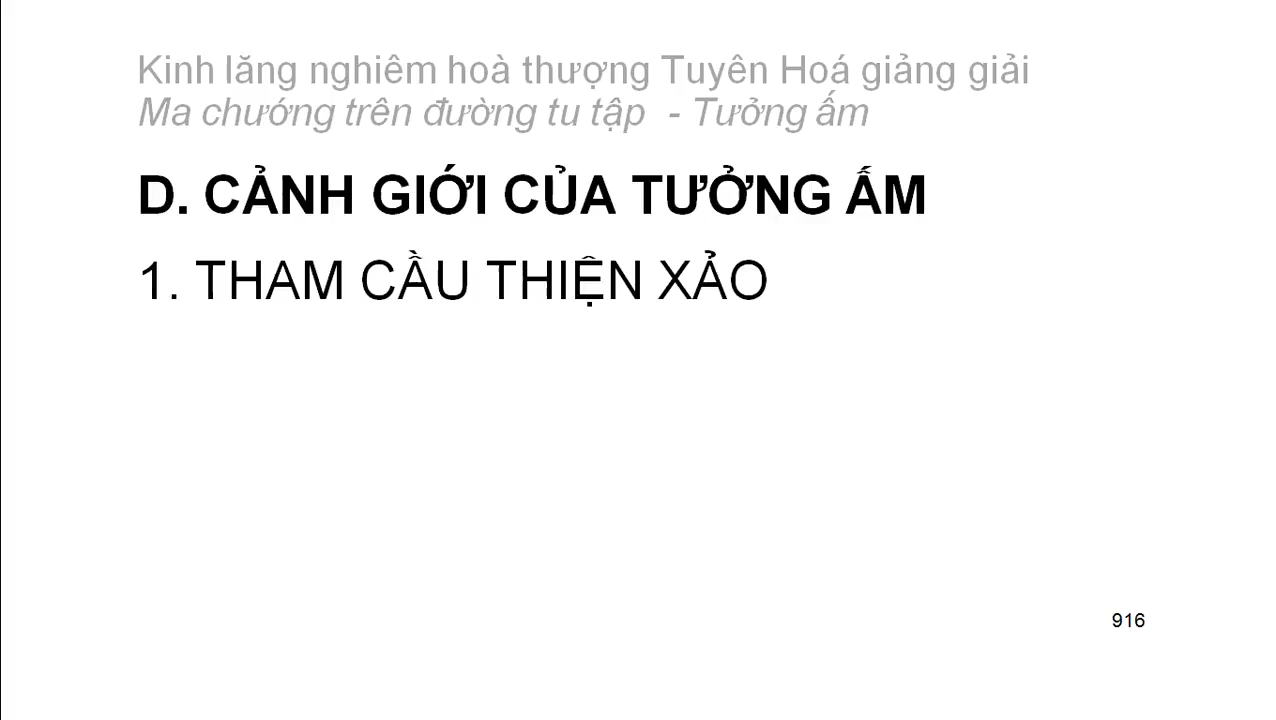 Kinh lăng nghiêm hoà thượng Tuyên Hoá giảng giải
Ma chướng trên đường tu tập - Tưởng ấm
D. CẢNH GIỚI CỦA TƯỞNG ẤM
1. THAM CẦU THIỆN XẢO
916